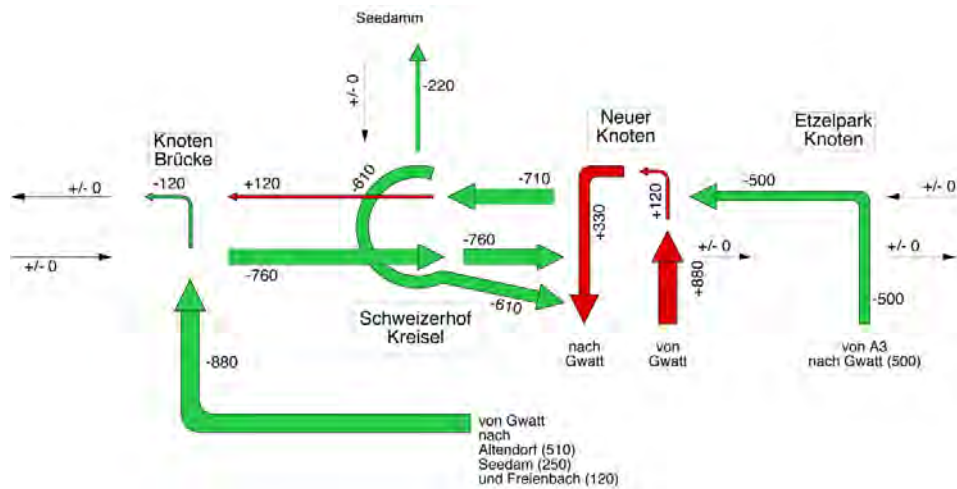 Seedamm
+/- 0
-220
Knoten
Brücke
Neuer
Knoten
Etzelpark
Knoten
+/- 0
-120
+120
-610
-710
+120
-500
+/- 0
+330
+/- 0
-760
-760
+/- 0
+/- 0
+880
-610
-500
Schweizerhof
Kreisel
nach
Gwatt
von
Gwatt
von A3
nach Gwatt (500)
-880
von Gwatt
nach
Altendorf (510)
Seedam (250)
und Freienbach (120)